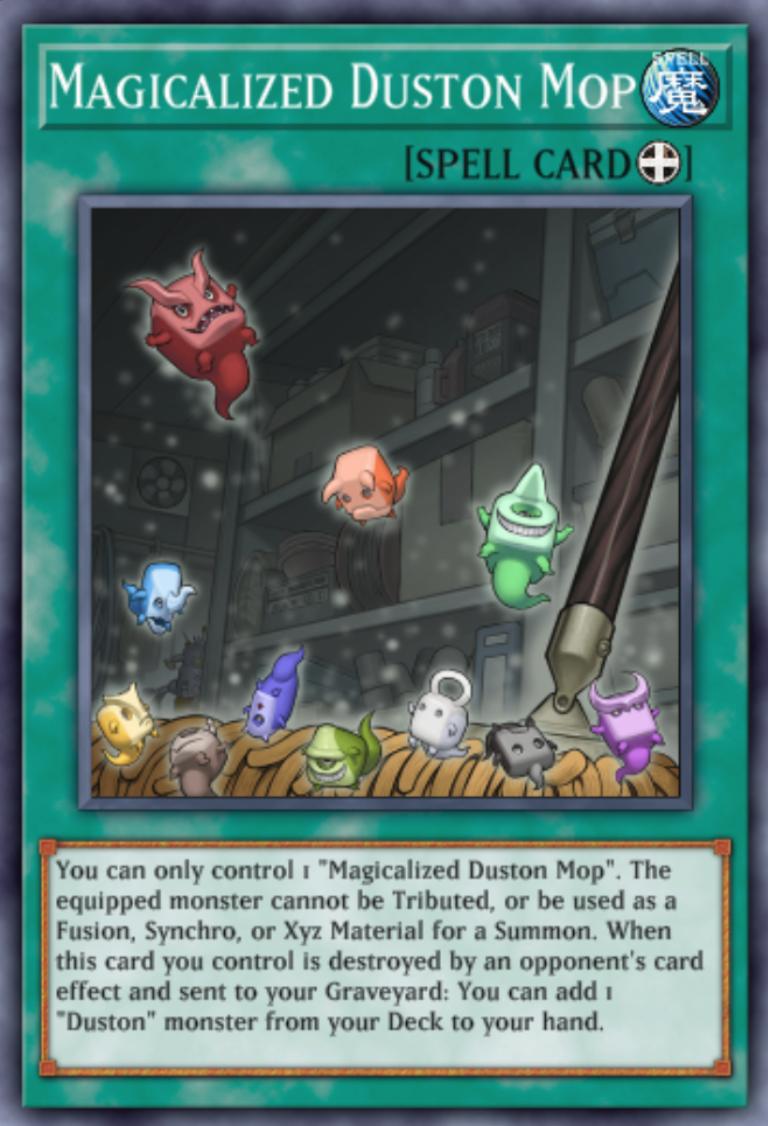 Magicalized Duston Mop
SPELL
魔
[SPELL CARD]
You can only control 1 "Magicalized Duston Mop". The
equipped monster cannot be Tributed, or be used as a
Fusion, Synchro, or Xyz Material for a Summon. When
this card you control is destroyed by an opponent's card
effect and sent to your Graveyard: You can add 1
"Duston" monster from your Deck to your hand.